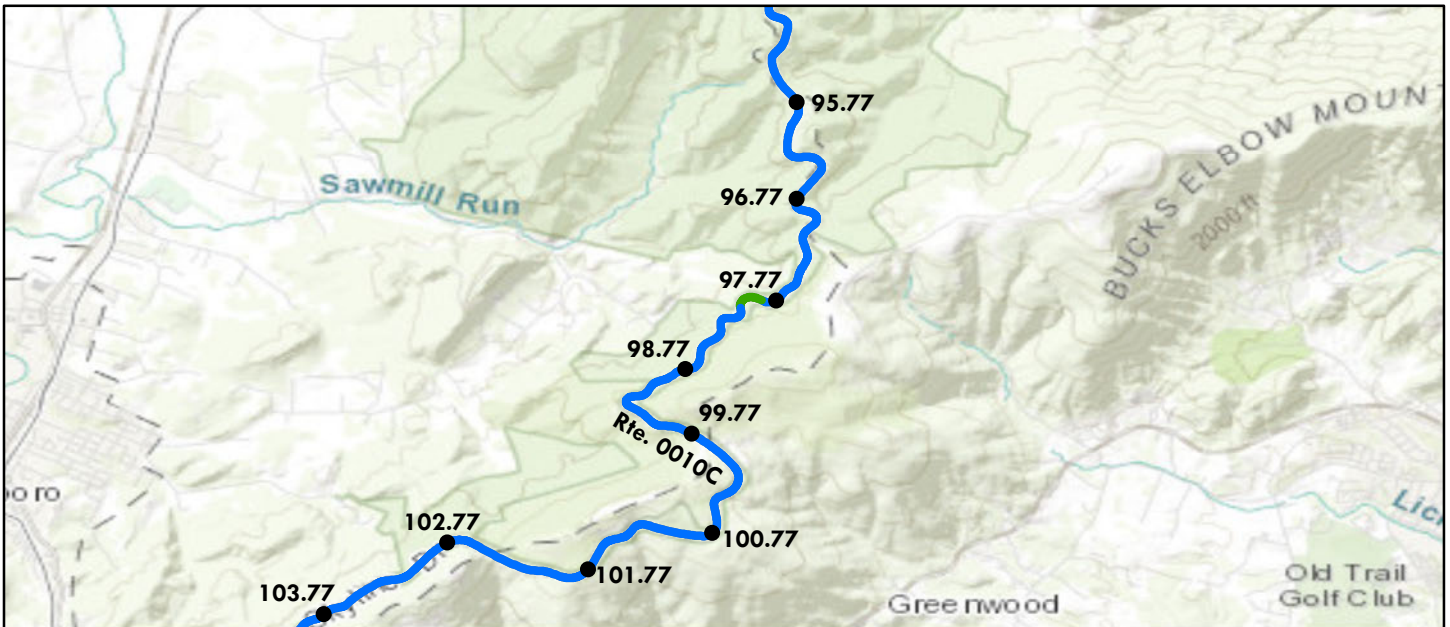 95.77
BUCKS ELBOW MOUNT
Sawmill Run
96.77
2000 ft
97.77
98.77
99.77
Rte. 0010C
boro
Lick
102.77
100.77
101.77
Old Trail
Golf Club
103.77
Greenwood